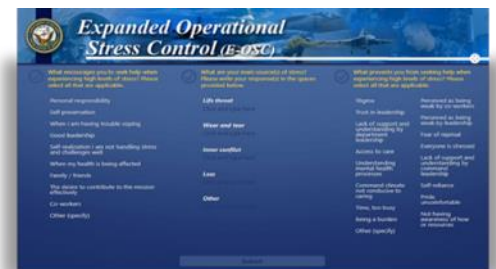 Expanded Operational
Stress Control (E-OSC)
What encourages you to seek help when
experiencing high levels of stress? Please
select all that are applicable.
Personal responsibility
Self-preservation
When I am having trouble coping
Good leadership
Self-realization I am not handling stress
and challenges well
When my health is being affected
Family / friends
The desire to contribute to the mission
effectively
Co-workers
Other (specify)
What are your main source(s) of stress?
Please write your response(s) in the spaces
provided below.
Life threat
Wear and tear
Inner conflict
Loss
Other
What prevents you from seeking help when
experiencing high levels of stress? Please
select all that are applicable.
Stigma
Trust in leadership
Lack of support and
understanding by
department
leadership
Access to care
Understanding
mental health
processes
Command climate
not conducive to
caring
Time, too busy
Being a burden
Other (specify)
Perceived as being
weak by co-workers
Perceived as being
weak by leadership
Fear of reprisal
Everyone is stressed
Lack of support and
understanding by
command
leadership
Self-reliance
Pride,
uncomfortable
Not having
awareness of how
or resources
Submit